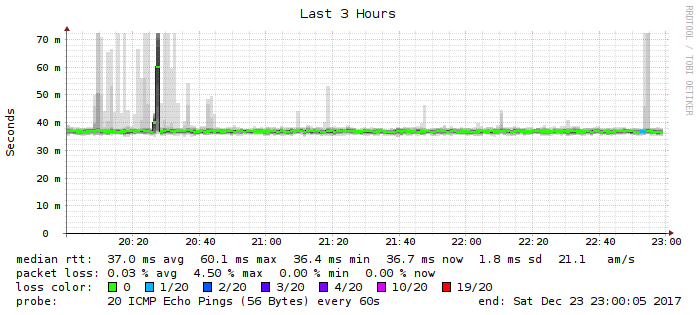 Last 3 Hours
RRDTOOL / TOBI OETIKER
Seconds
70 m
60 m
50 m
40 m
30 m
20 m
10 m
0
20:20 20:40 21:00 21:20 21:40 22:00 22:20 22:40 23:00
median rtt: 37.0 ms avg 60.1 ms max 36.4 ms min 36.7 ms now 1.8 ms sd 21.1 am/s
packet loss: 0.03 % avg 4.50 % max 0.00 % min 0.00 % now
loss color: 0 1/20 2/20 3/20 4/20 10/20 19/20
probe: 20 ICMP Echo Pings (56 Bytes) every 60s end: Sat Dec 23 23:00:05 2017